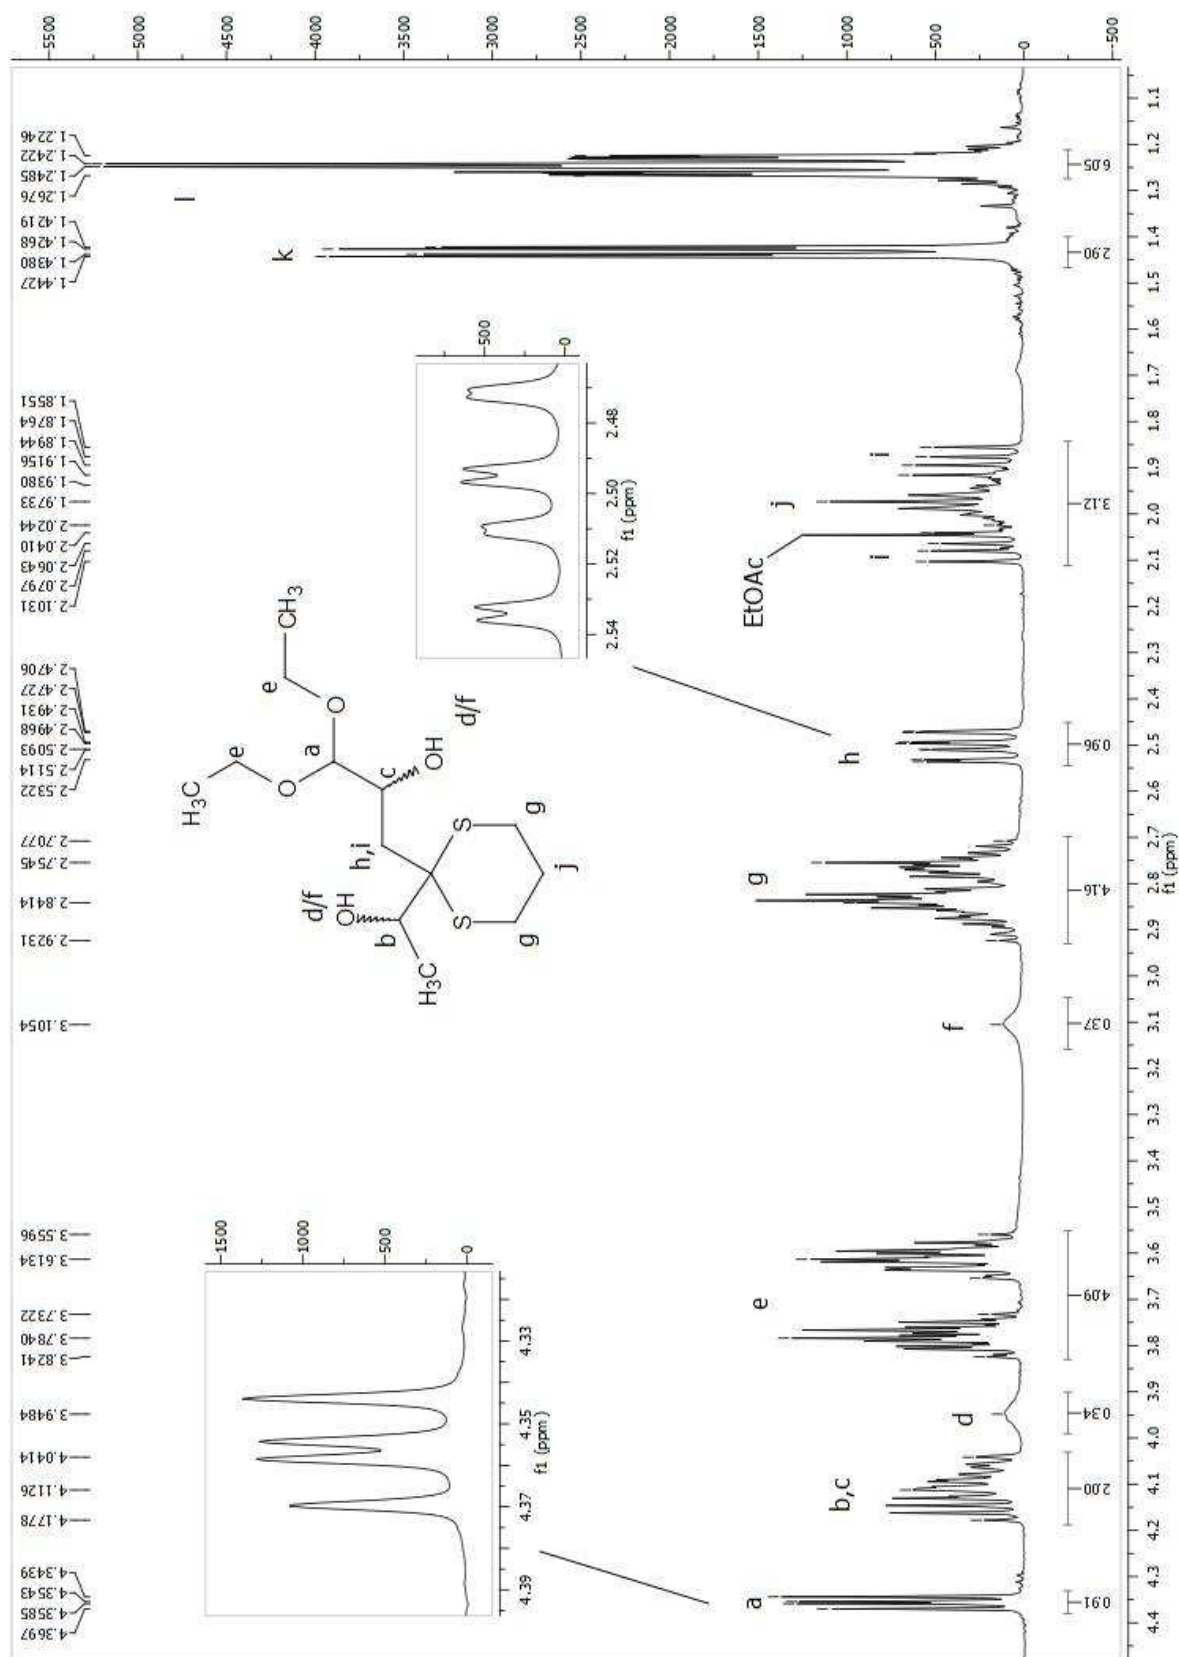 4.3697
4.3585
4.3543
4.3439
4.1778
4.1126
4.0414
3.9484
3.8241
3.7840
3.7322
3.6134
3.5596
3.1054
2.9231
2.8414
2.7545
2.7077
2.5322
2.5114
2.5093
2.4968
2.4931
2.4727
2.4706
2.1031
2.0797
2.0643
2.0410
2.0244
1.9733
1.9380
1.9156
1.8944
1.8764
1.8551
1.4427
1.4380
1.4268
1.4219
1.2676
1.2485
1.2422
1.2246
5500
5000
4500
4000
3500
3000
2500
2000
1500
1000
500
0
-500
H3C
e
O
a
e
CH3
O
c
OH
d/f
h,i
d/f
OH
b
H3C
S
S
g
g
j
1500
1000
500
0
4.39
4.37
4.35
4.33
f1 (ppm)
500
0
2.54
2.52
2.50
2.48
f1 (ppm)
a
b,c
d
e
f
g
h
EtOAc
i
j
i
k
l
0.91
2.00
0.34
4.09
0.37
4.16
0.96
3.12
2.90
6.05
4.4 4.3 4.2 4.1 4.0 3.9 3.8 3.7 3.6 3.5 3.4 3.3 3.2 3.1 3.0 2.9 2.8 2.7 2.6 2.5 2.4 2.3 2.2 2.1 2.0 1.9 1.8 1.7 1.6 1.5 1.4 1.3 1.2 1.1
f1 (ppm)